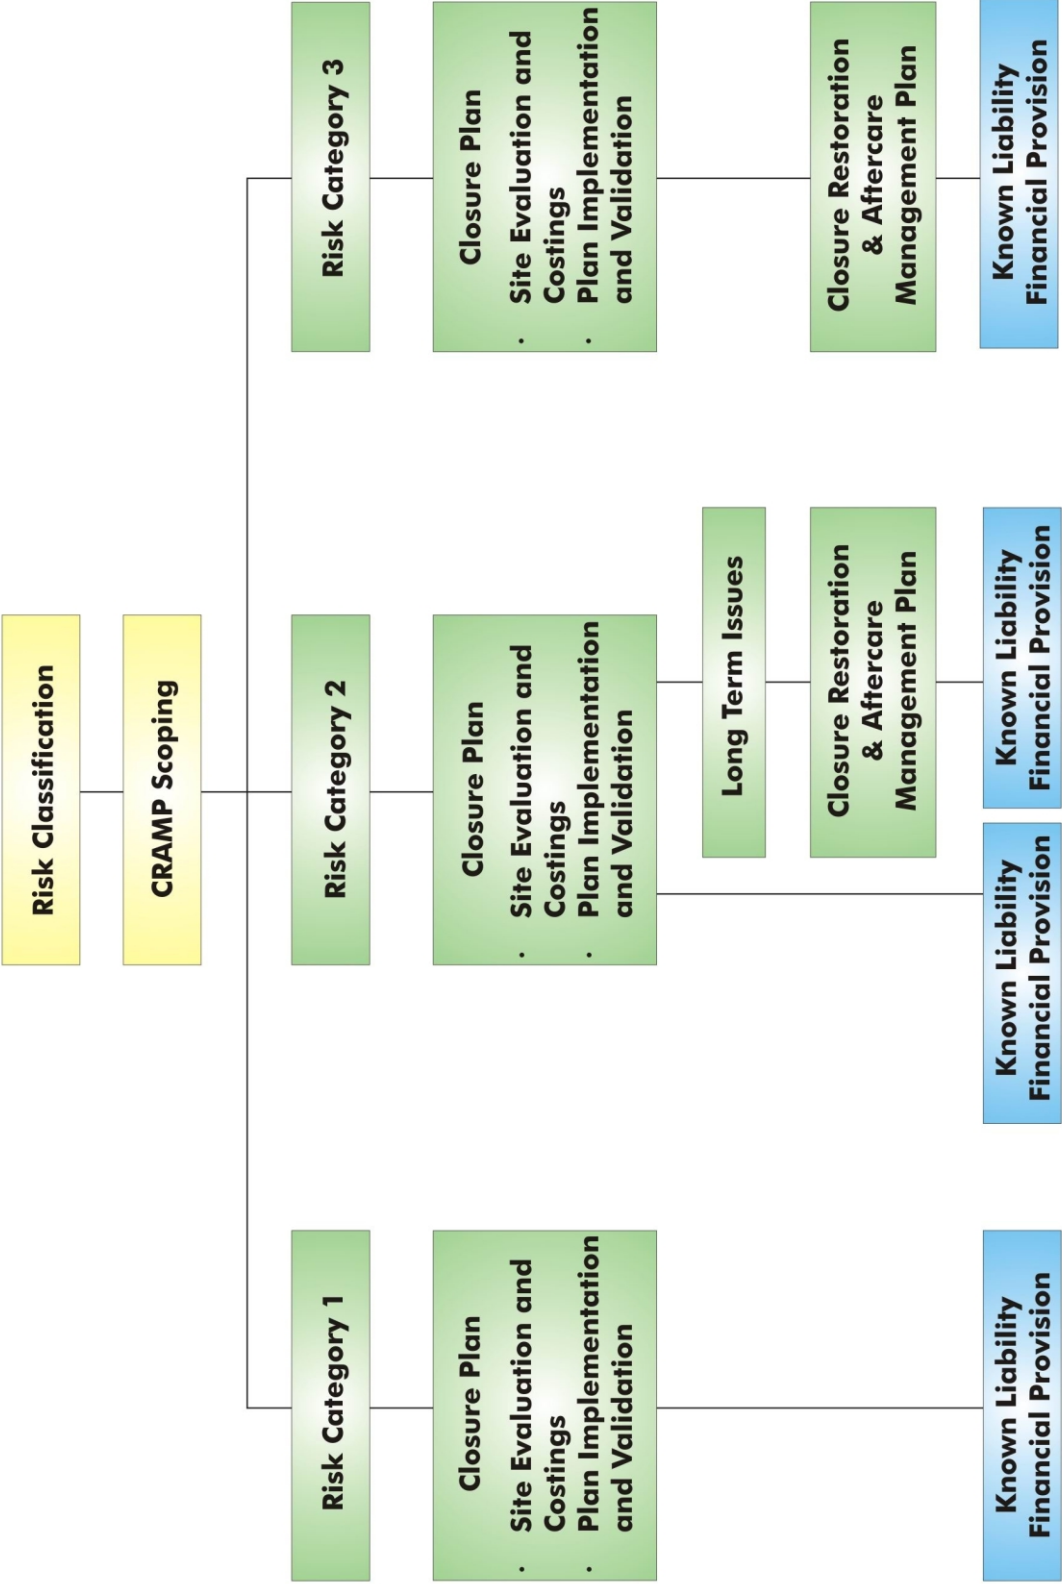 Risk Classification
CRAMP Scoping
Risk Category 1
Risk Category 2
Risk Category 3
Closure Plan
· Site Evaluation and
Costings
· Plan Implementation
and Validation
Closure Plan
· Site Evaluation and
Costings
· Plan Implementation
and Validation
Closure Plan
· Site Evaluation and
Costings
· Plan Implementation
and Validation
Long Term Issues
Closure Restoration
& Aftercare
Management Plan
Closure Restoration
& Aftercare
Management Plan
Known Liability
Financial Provision
Known Liability
Financial Provision
Known Liability
Financial Provision
Known Liability
Financial Provision